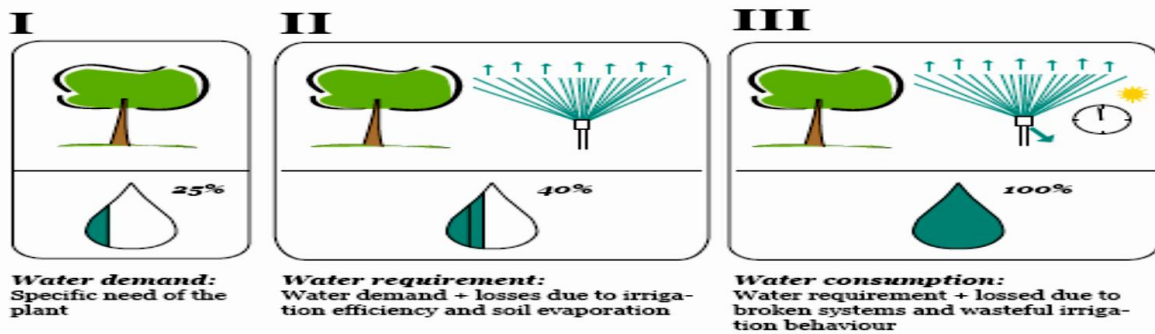 I
II
III
25%
40%
100%
Water demand:
Specific need of the
plant
Water requirement:
Water demand + losses due to irriga-
tion efficiency and soil evaporation
Water consumption:
Water requirement + lossed due to
broken systems and wasteful irriga-
tion behaviour